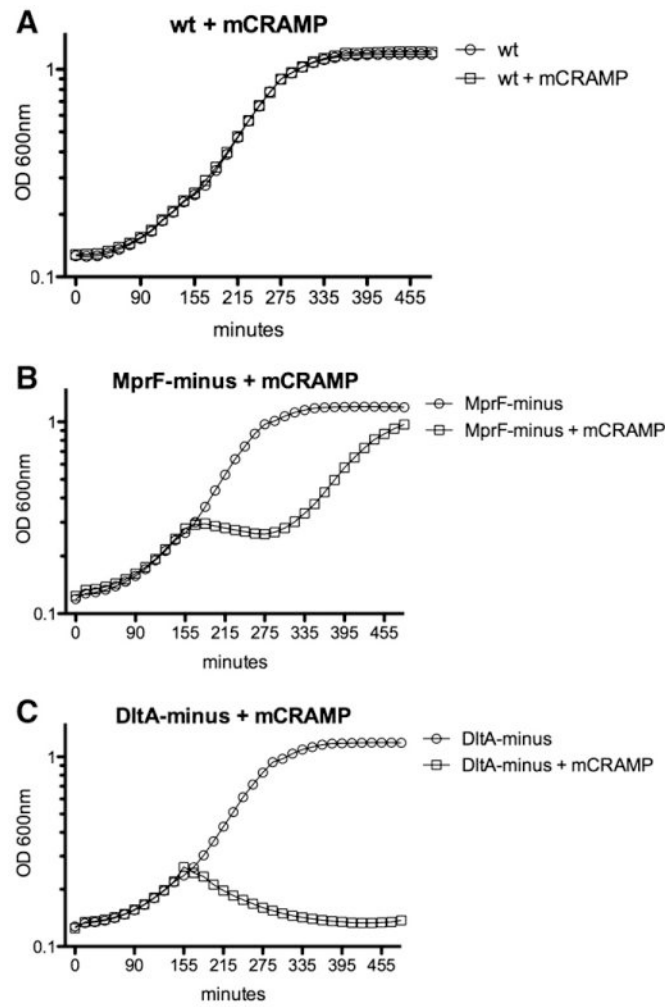 A
wt + mCRAMP
OD 600nm
1
0.1
0 90 155 215 275 335 395 455
minutes
wt
wt + mCRAMP
B
MprF-minus + mCRAMP
OD 600nm
1
0.1
0 90 155 215 275 335 395 455
minutes
MprF-minus
MprF-minus + mCRAMP
C
DltA-minus + mCRAMP
OD 600nm
1
0.1
0 90 155 215 275 335 395 455
minutes
DltA-minus
DltA-minus + mCRAMP